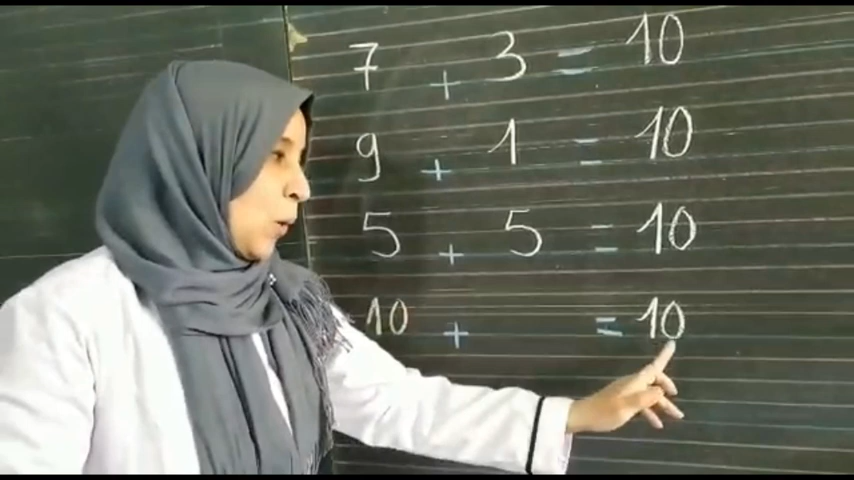 7 + 3 = 10
9 + 1 = 10
5 + 5 = 10
10 + = 10